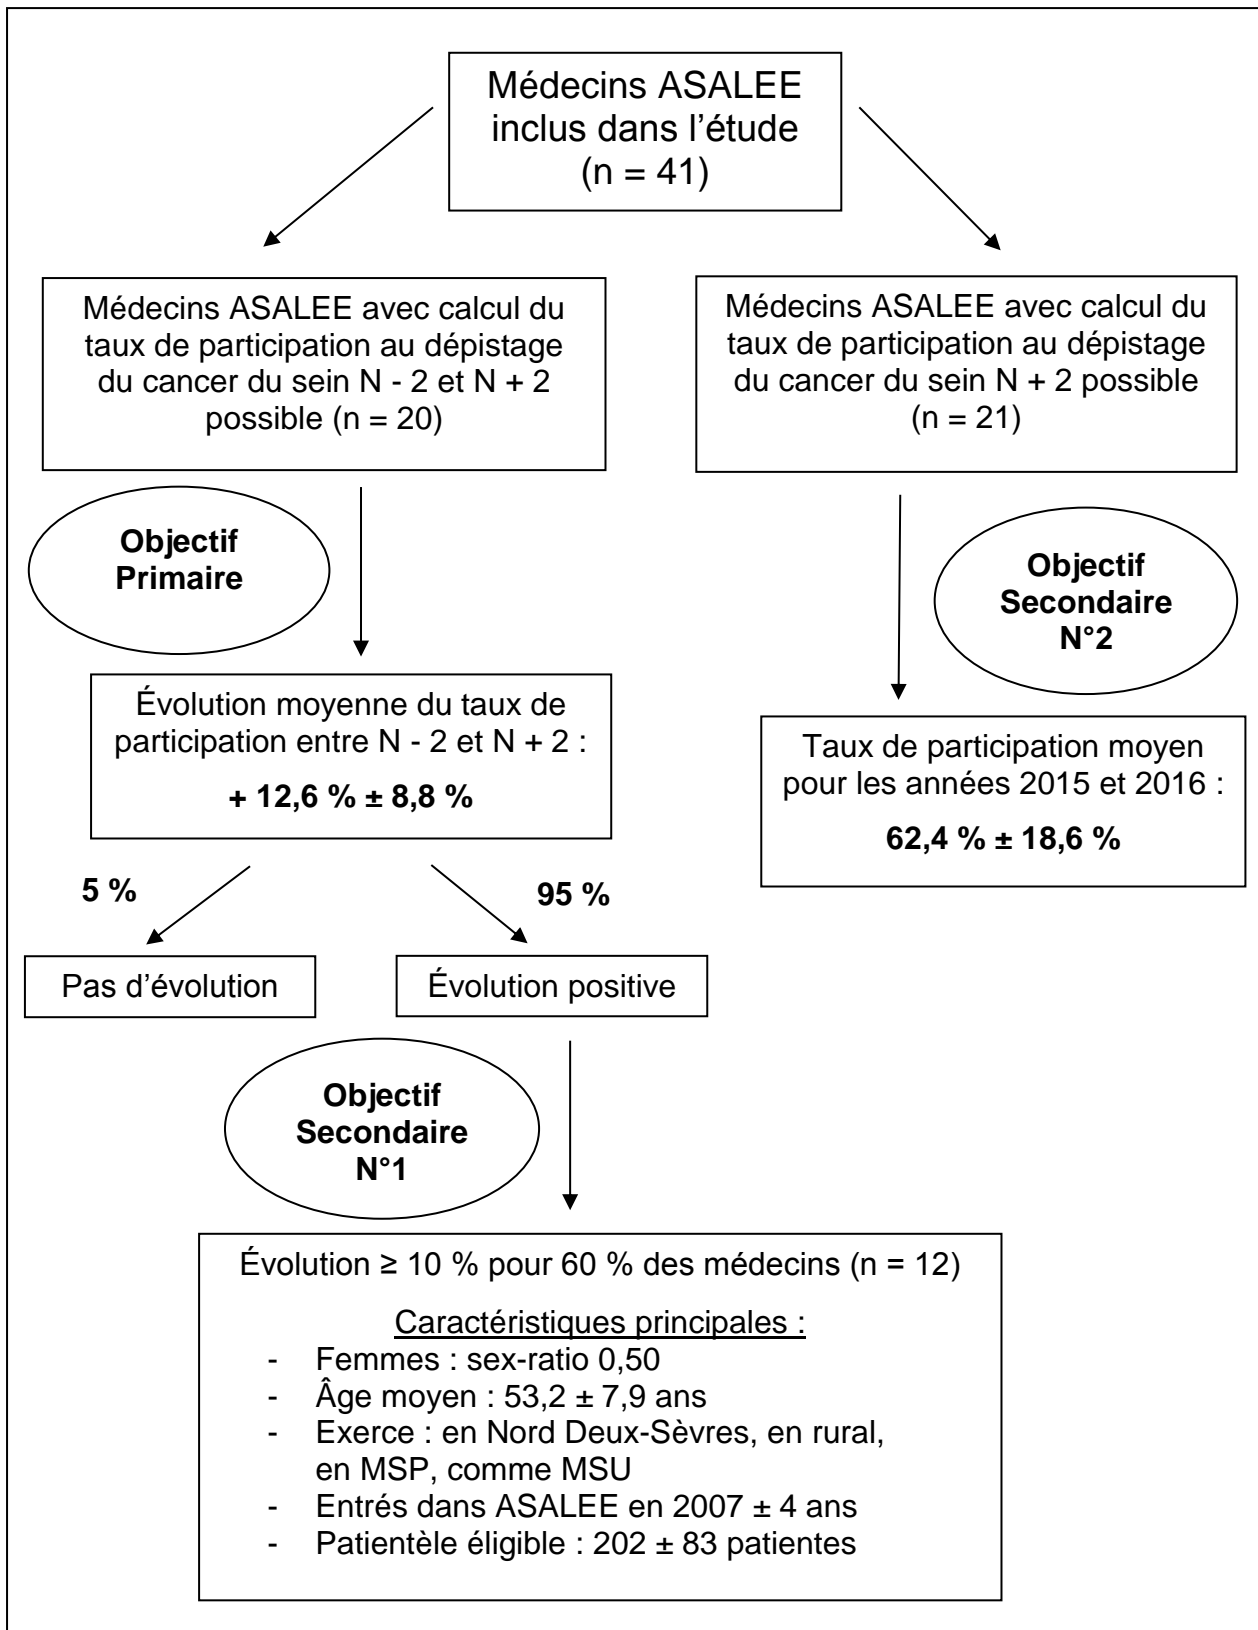 Médecins ASALEE
inclus dans l'étude
(n = 41)
Médecins ASALEE avec calcul du
taux de participation au dépistage
du cancer du sein N - 2 et N + 2
possible (n = 20)
Médecins ASALEE avec calcul du
taux de participation au dépistage
du cancer du sein N + 2 possible
(n = 21)
Objectif
Primaire
Objectif
Secondaire
N°2
Évolution moyenne du taux de
participation entre N - 2 et N + 2 :
+ 12,6 % ± 8,8 %
Taux de participation moyen
pour les années 2015 et 2016 :
62,4 % ± 18,6 %
5 %
95 %
Pas d'évolution
Évolution positive
Objectif
Secondaire
N°1
Évolution ≥ 10 % pour 60 % des médecins (n = 12)
Caractéristiques principales :
- Femmes : sex-ratio 0,50
- Âge moyen : 53,2 ± 7,9 ans
- Exerce : en Nord Deux-Sèvres, en rural,
en MSP, comme MSU
- Entrés dans ASALEE en 2007 ± 4 ans
- Patientèle éligible : 202 ± 83 patientes